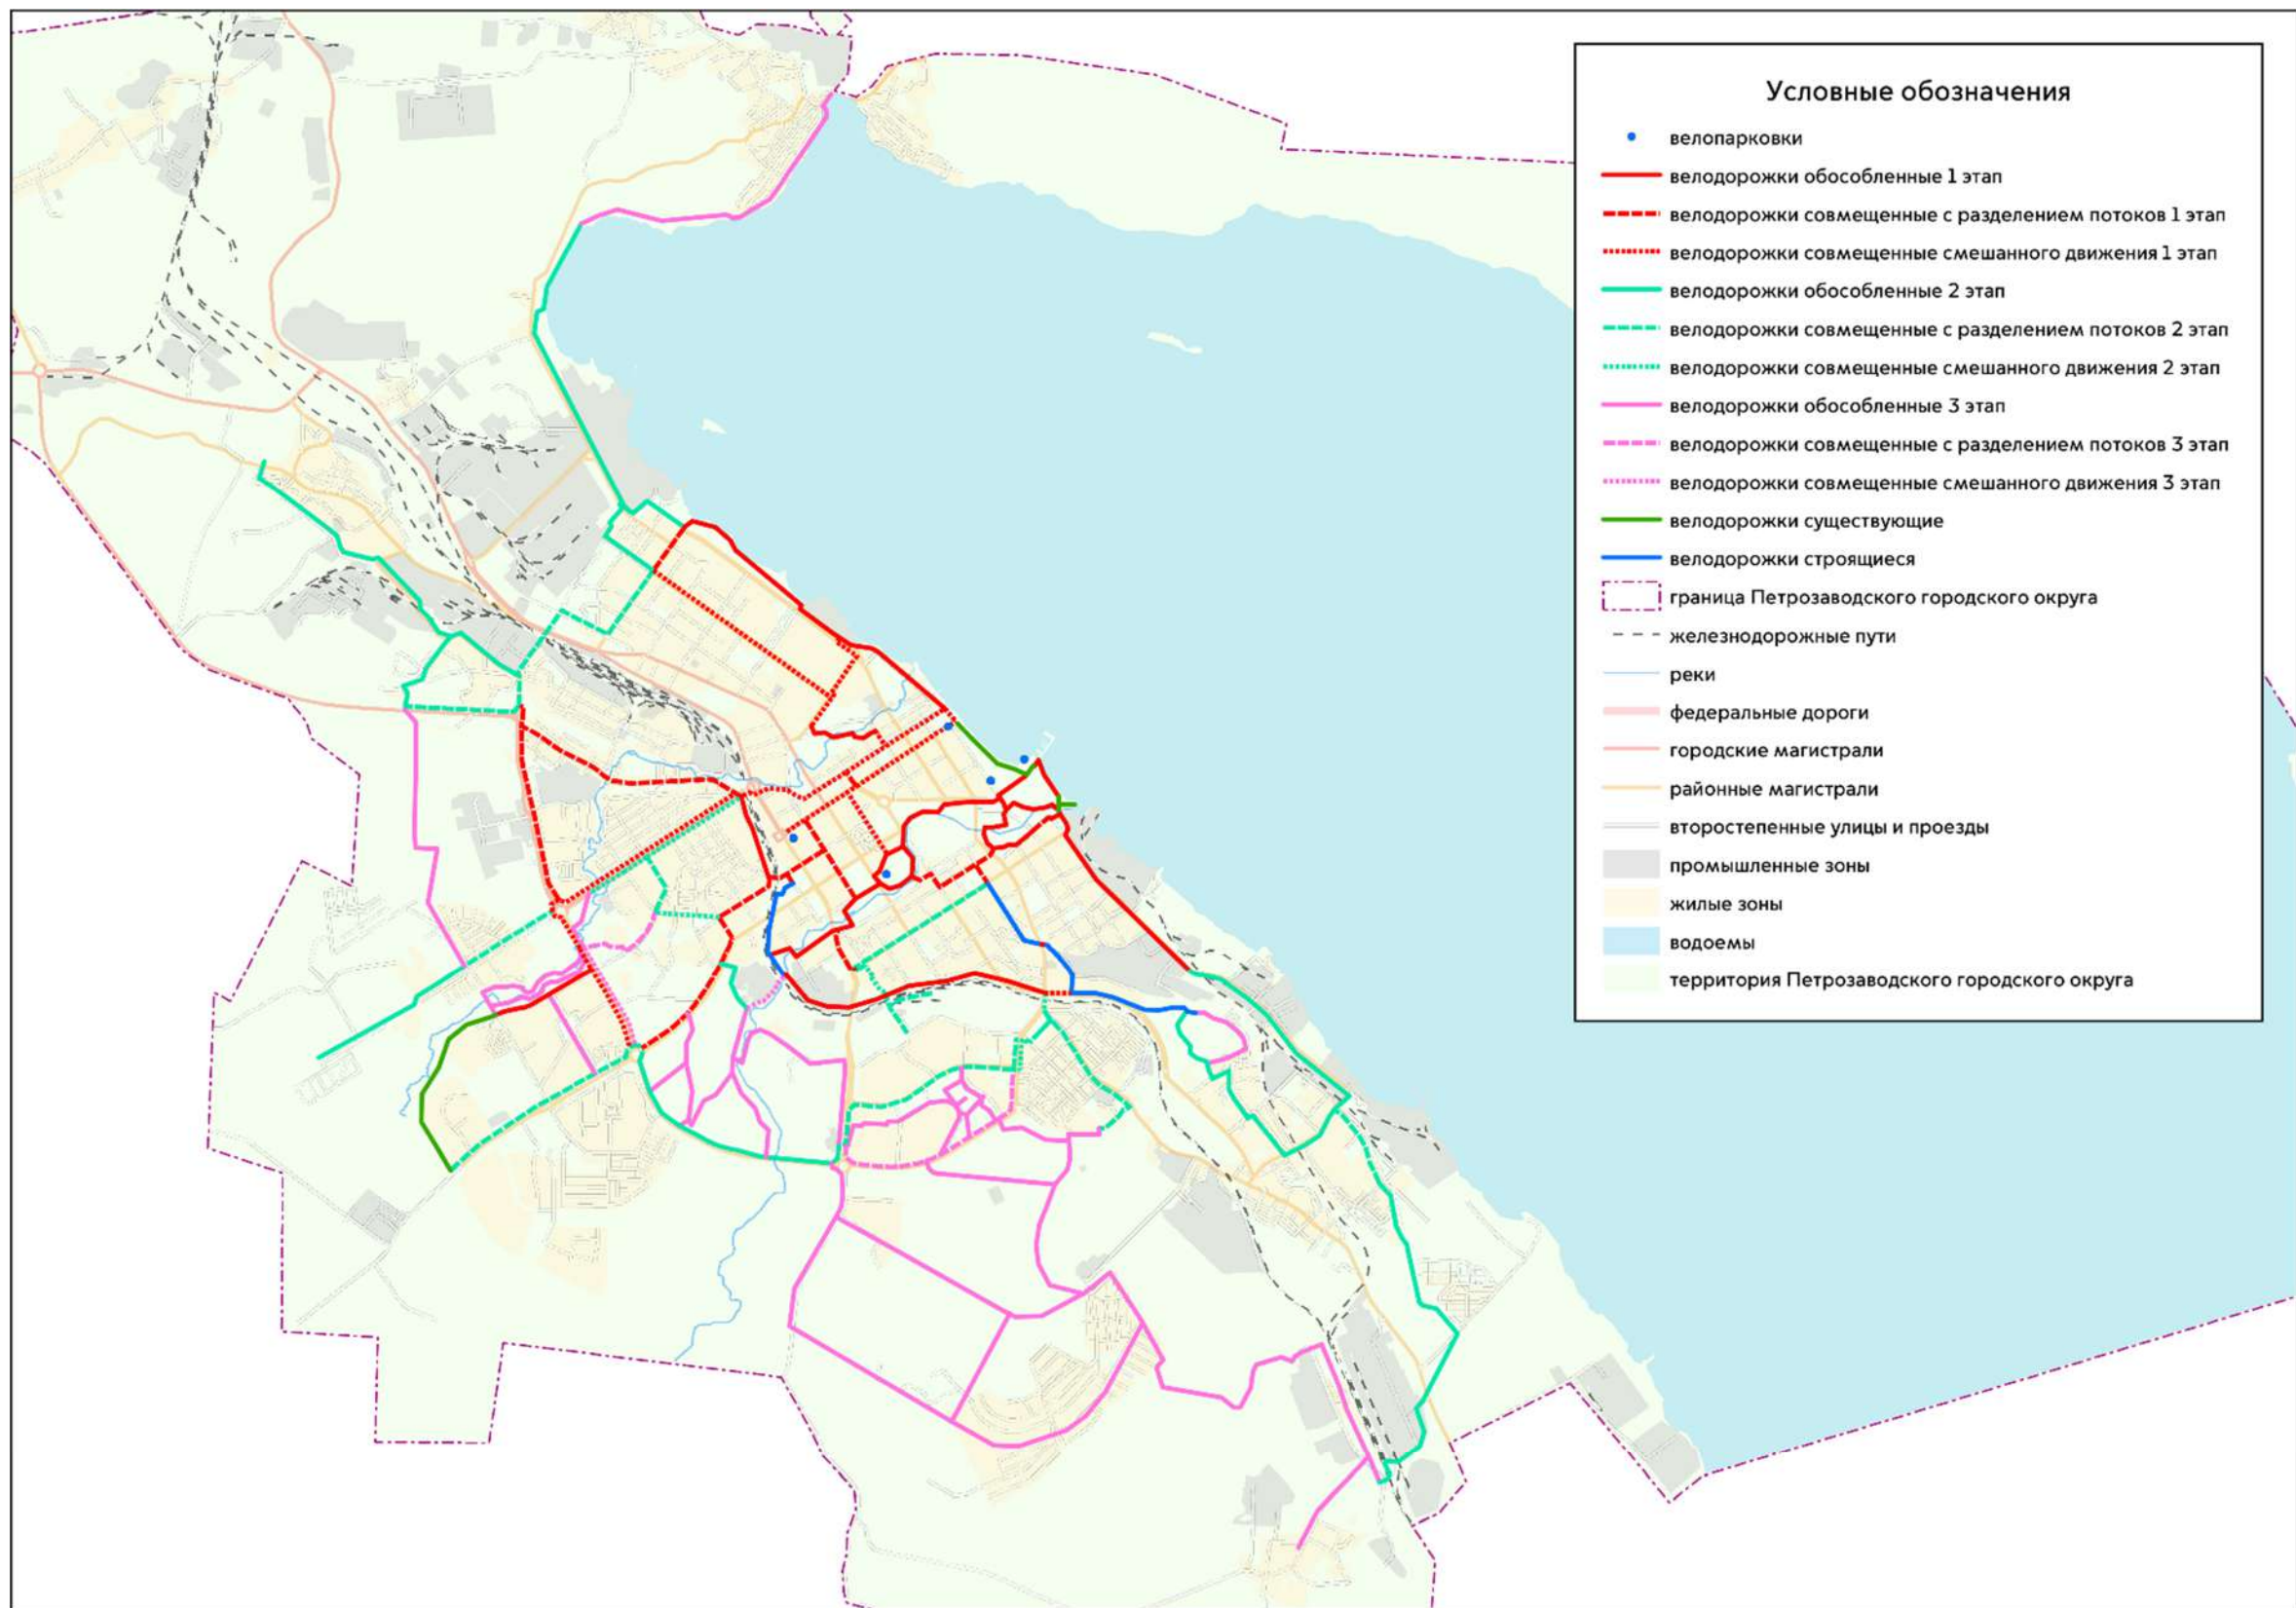 Условные обозначения
велопарковки
велодорожки обособленные 1 этап
велодорожки совмещенные с разделением потоков 1 этап
велодорожки совмещенные смешанного движения 1 этап
велодорожки обособленные 2 этап
велодорожки совмещенные с разделением потоков 2 этап
велодорожки совмещенные смешанного движения 2 этап
велодорожки обособленные 3 этап
велодорожки совмещенные с разделением потоков 3 этап
велодорожки совмещенные смешанного движения 3 этап
велодорожки существующие
велодорожки строящиеся
граница Петрозаводского городского округа
железнодорожные пути
реки
федеральные дороги
городские магистрали
районные магистрали
второстепенные улицы и проезды
промышленные зоны
жилые зоны
водоемы
территория Петрозаводского городского округа